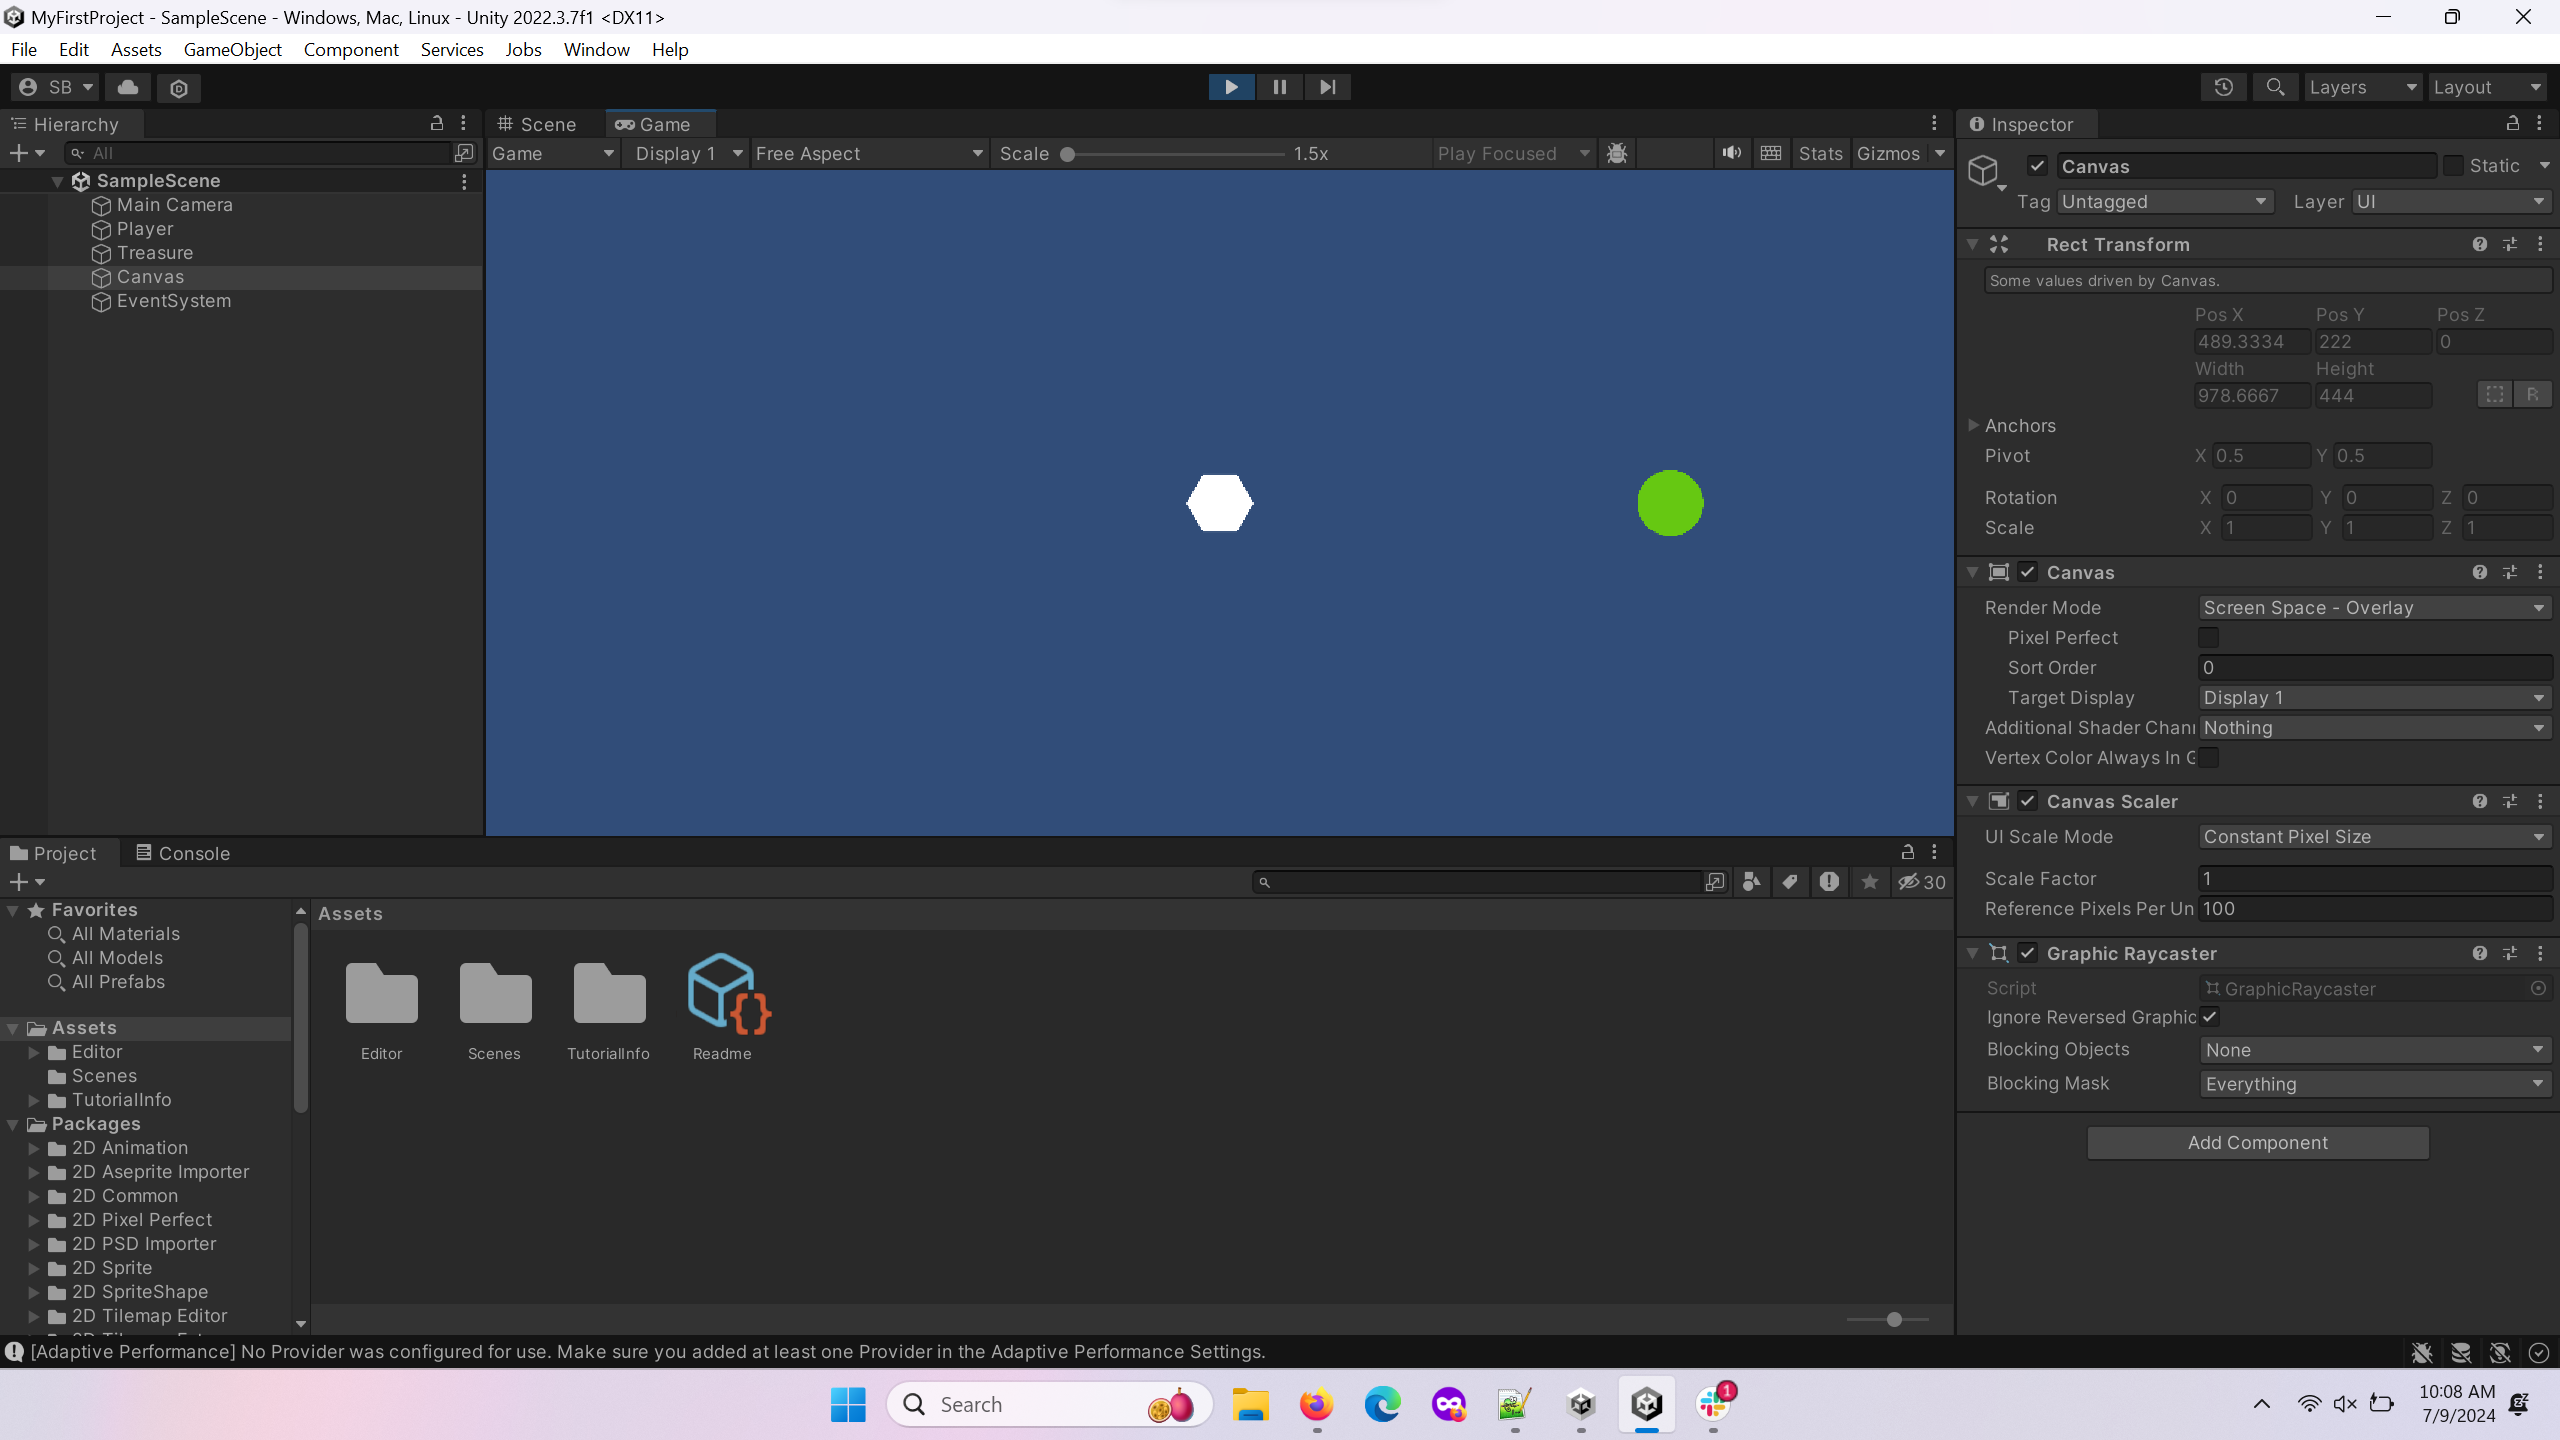 MyFirstProject - SampleScene - Windows, Mac, Linux - Unity 2022.3.7f1 <DX11>
File Edit Assets GameObject Component Services Jobs Window Help
SB Layers Layout
Hierarchy
All
SampleScene
Main Camera
Player
Treasure
Canvas
EventSystem
Scene Game
Game Display 1 Free Aspect Scale 1.5x Play Focused Stats Gizmos
Inspector
Canvas Static
Tag Untagged Layer UI
Rect Transform
Some values driven by Canvas.
Pos X Pos Y Pos Z
489.3334 222 0
Width Height
978.6667 444 R
Anchors
Pivot X 0.5 Y 0.5
Rotation X 0 Y 0 Z 0
Scale X 1 Y 1 Z 1
Canvas
Render Mode Screen Space - Overlay
Pixel Perfect
Sort Order 0
Target Display Display 1
Additional Shader Chan Nothing
Vertex Color Always In
Canvas Scaler
UI Scale Mode Constant Pixel Size
Scale Factor 1
Reference Pixels Per Un 100
Graphic Raycaster
Script GraphicRaycaster
Ignore Reversed Graphic
Blocking Objects None
Blocking Mask Everything
Add Component
Project Console
30
Favorites
All Materials
All Models
All Prefabs
Assets
Editor
Scenes
TutorialInfo
Packages
2D Animation
2D Aseprite Importer
2D Common
2D Pixel Perfect
2D PSD Importer
2D Sprite
2D SpriteShape
2D Tilemap Editor
Assets
Editor Scenes TutorialInfo Readme
[Adaptive Performance] No Provider was configured for use. Make sure you added at least one Provider in the Adaptive Performance Settings.
Search
1
10:08 AM
7/9/2024